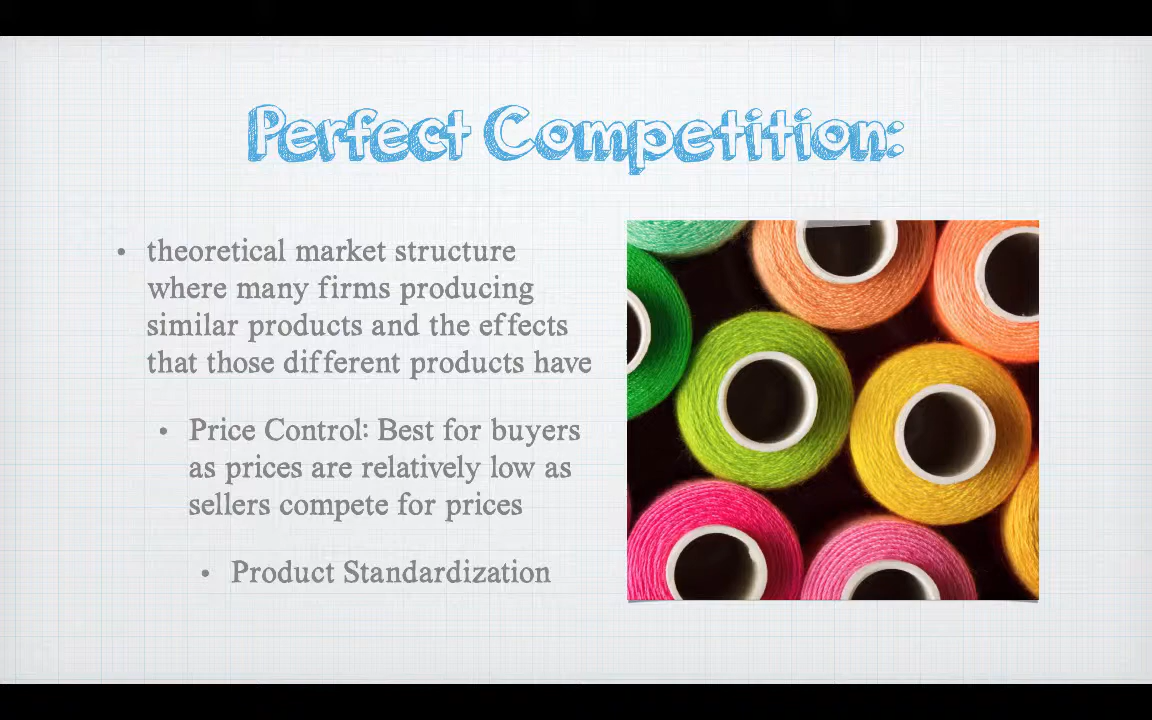 Perfect Competition:
• theoretical market structure
where many firms producing
similar products and the effects
that those different products have
• Price Control: Best for buyers
as prices are relatively low as
sellers compete for prices
• Product Standardization